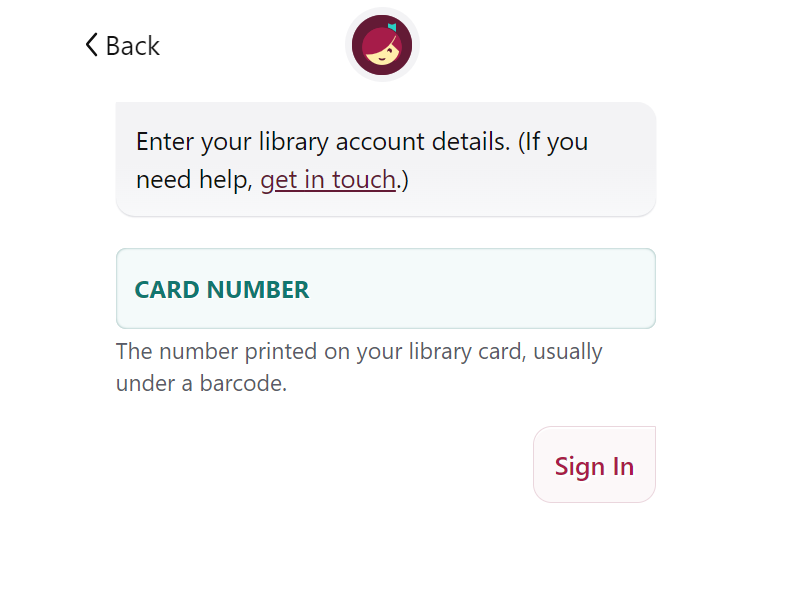 Back
Enter your library account details. (If you
need help, get in touch.)
CARD NUMBER
The number printed on your library card, usually
under a barcode.
Sign In